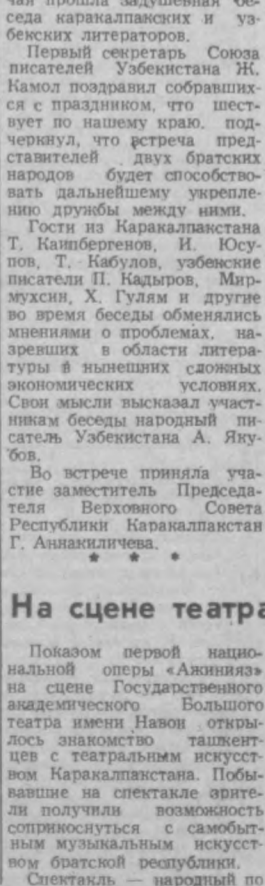 чая прошла задушевная бе-
седа каракалпакских и уз-
бекских литераторов.
Первый секретарь Союза
писателей Узбекистана Ж.
Камол поздравил собравших-
ся с праздником, что шест-
вует по нашему краю, под-
черкнул, что встреча пред-
ставителей двух братских
народов будет способство-
вать дальнейшему укрепле-
нию дружбы между ними.
Гости из Каракалпакстана
Т. Каипбергенов, И. Юсу-
пов, Т. Кабулов, узбекские
писатели П. Кадыров, Мир-
мухсин, Х. Гулям и другие
во время беседы обменялись
мнениями о проблемах, на-
зревших в области литера-
туры в нынешних сложных
экономических условиях.
Свои мысли высказал участ-
никам беседы народный пи-
сатель Узбекистана А. Яку-
бов.
Во встрече приняла уча-
стие заместитель Председа-
теля Верховного Совета
Республики Каракалпакстан
Г. Аннакиличева.
* * *
На сцене театра
Показом первой нацио-
нальной оперы «Ажинияз»
на сцене Государственного
академического Большого
театра имени Навои откры-
лось знакомство ташкент-
цев с театральным искусст-
вом Каракалпакстана. Побы-
вавшие на спектакле зрите-
ли получили возможность
соприкоснуться с самобыт-
ным музыкальным искусст-
вом братской республики.
Спектакль — народный по